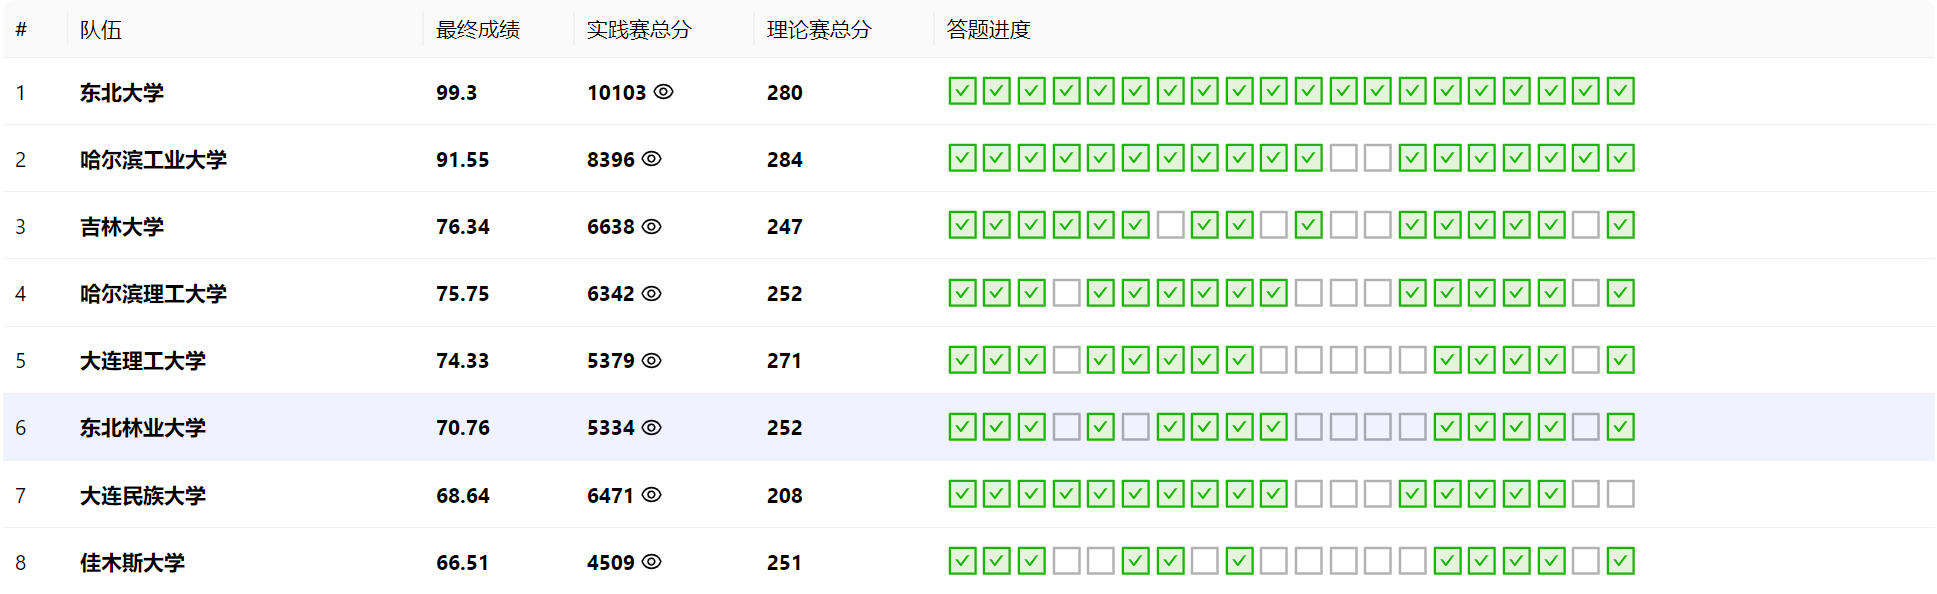 # 队伍 最终成绩 实践赛总分 理论赛总分 答题进度
1 东北大学 99.3 10103 280
2 哈尔滨工业大学 91.55 8396 284
3 吉林大学 76.34 6638 247
4 哈尔滨理工大学 75.75 6342 252
5 大连理工大学 74.33 5379 271
6 东北林业大学 70.76 5334 252
7 大连民族大学 68.64 6471 208
8 佳木斯大学 66.51 4509 251